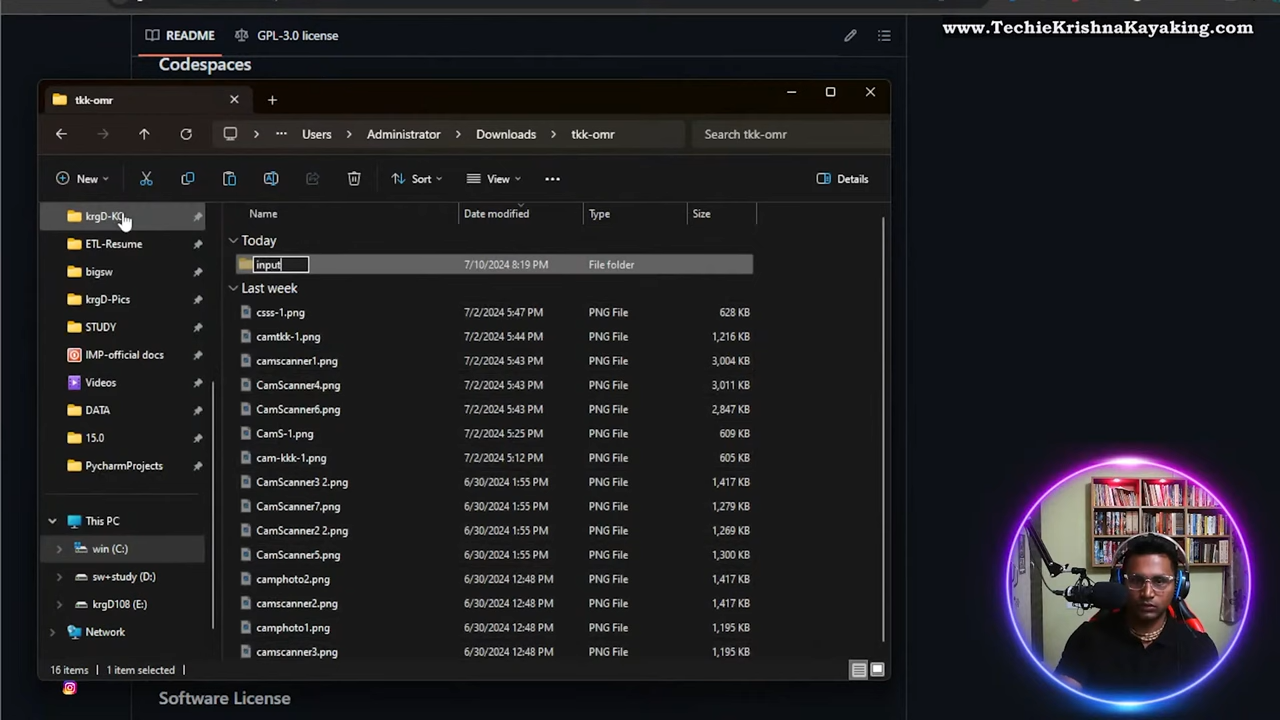 www.TechieKrishnaKayaking.com
README
GPL-3.0 license
Codespaces
tkk-omr
Users
Administrator
Downloads
tkk-omr
Search tkk-omr
New
Sort
View
Details
Name
Date modified
Type
Size
krgD-KC
ETL-Resume
bigsw
krgD-Pics
STUDY
IMP-official docs
Videos
DATA
15.0
PycharmProjects
This PC
win (C:)
sw+study (D:)
krgD108 (E:)
Network
Today
input 7/10/2024 8:19 PM File folder
Last week
csss-1.png 7/2/2024 5:47 PM PNG File 628 KB
camtkk-1.png 7/2/2024 5:44 PM PNG File 1,216 KB
camscanner1.png 7/2/2024 5:43 PM PNG File 3,004 KB
CamScanner4.png 7/2/2024 5:43 PM PNG File 3,011 KB
CamScanner6.png 7/2/2024 5:43 PM PNG File 2,847 KB
CamS-1.png 7/2/2024 5:25 PM PNG File 609 KB
cam-kkk-1.png 7/2/2024 5:12 PM PNG File 605 KB
CamScanner3 2.png 6/30/2024 1:55 PM PNG File 1,417 KB
CamScanner7.png 6/30/2024 1:55 PM PNG File 1,279 KB
CamScanner2 2.png 6/30/2024 1:55 PM PNG File 1,269 KB
CamScanner5.png 6/30/2024 1:55 PM PNG File 1,300 KB
camphoto2.png 6/30/2024 12:48 PM PNG File 1,417 KB
camscanner2.png 6/30/2024 12:48 PM PNG File 1,417 KB
camphoto1.png 6/30/2024 12:48 PM PNG File 1,195 KB
camscanner3.png 6/30/2024 12:48 PM PNG File 1,195 KB
16 items
1 item selected
Software License